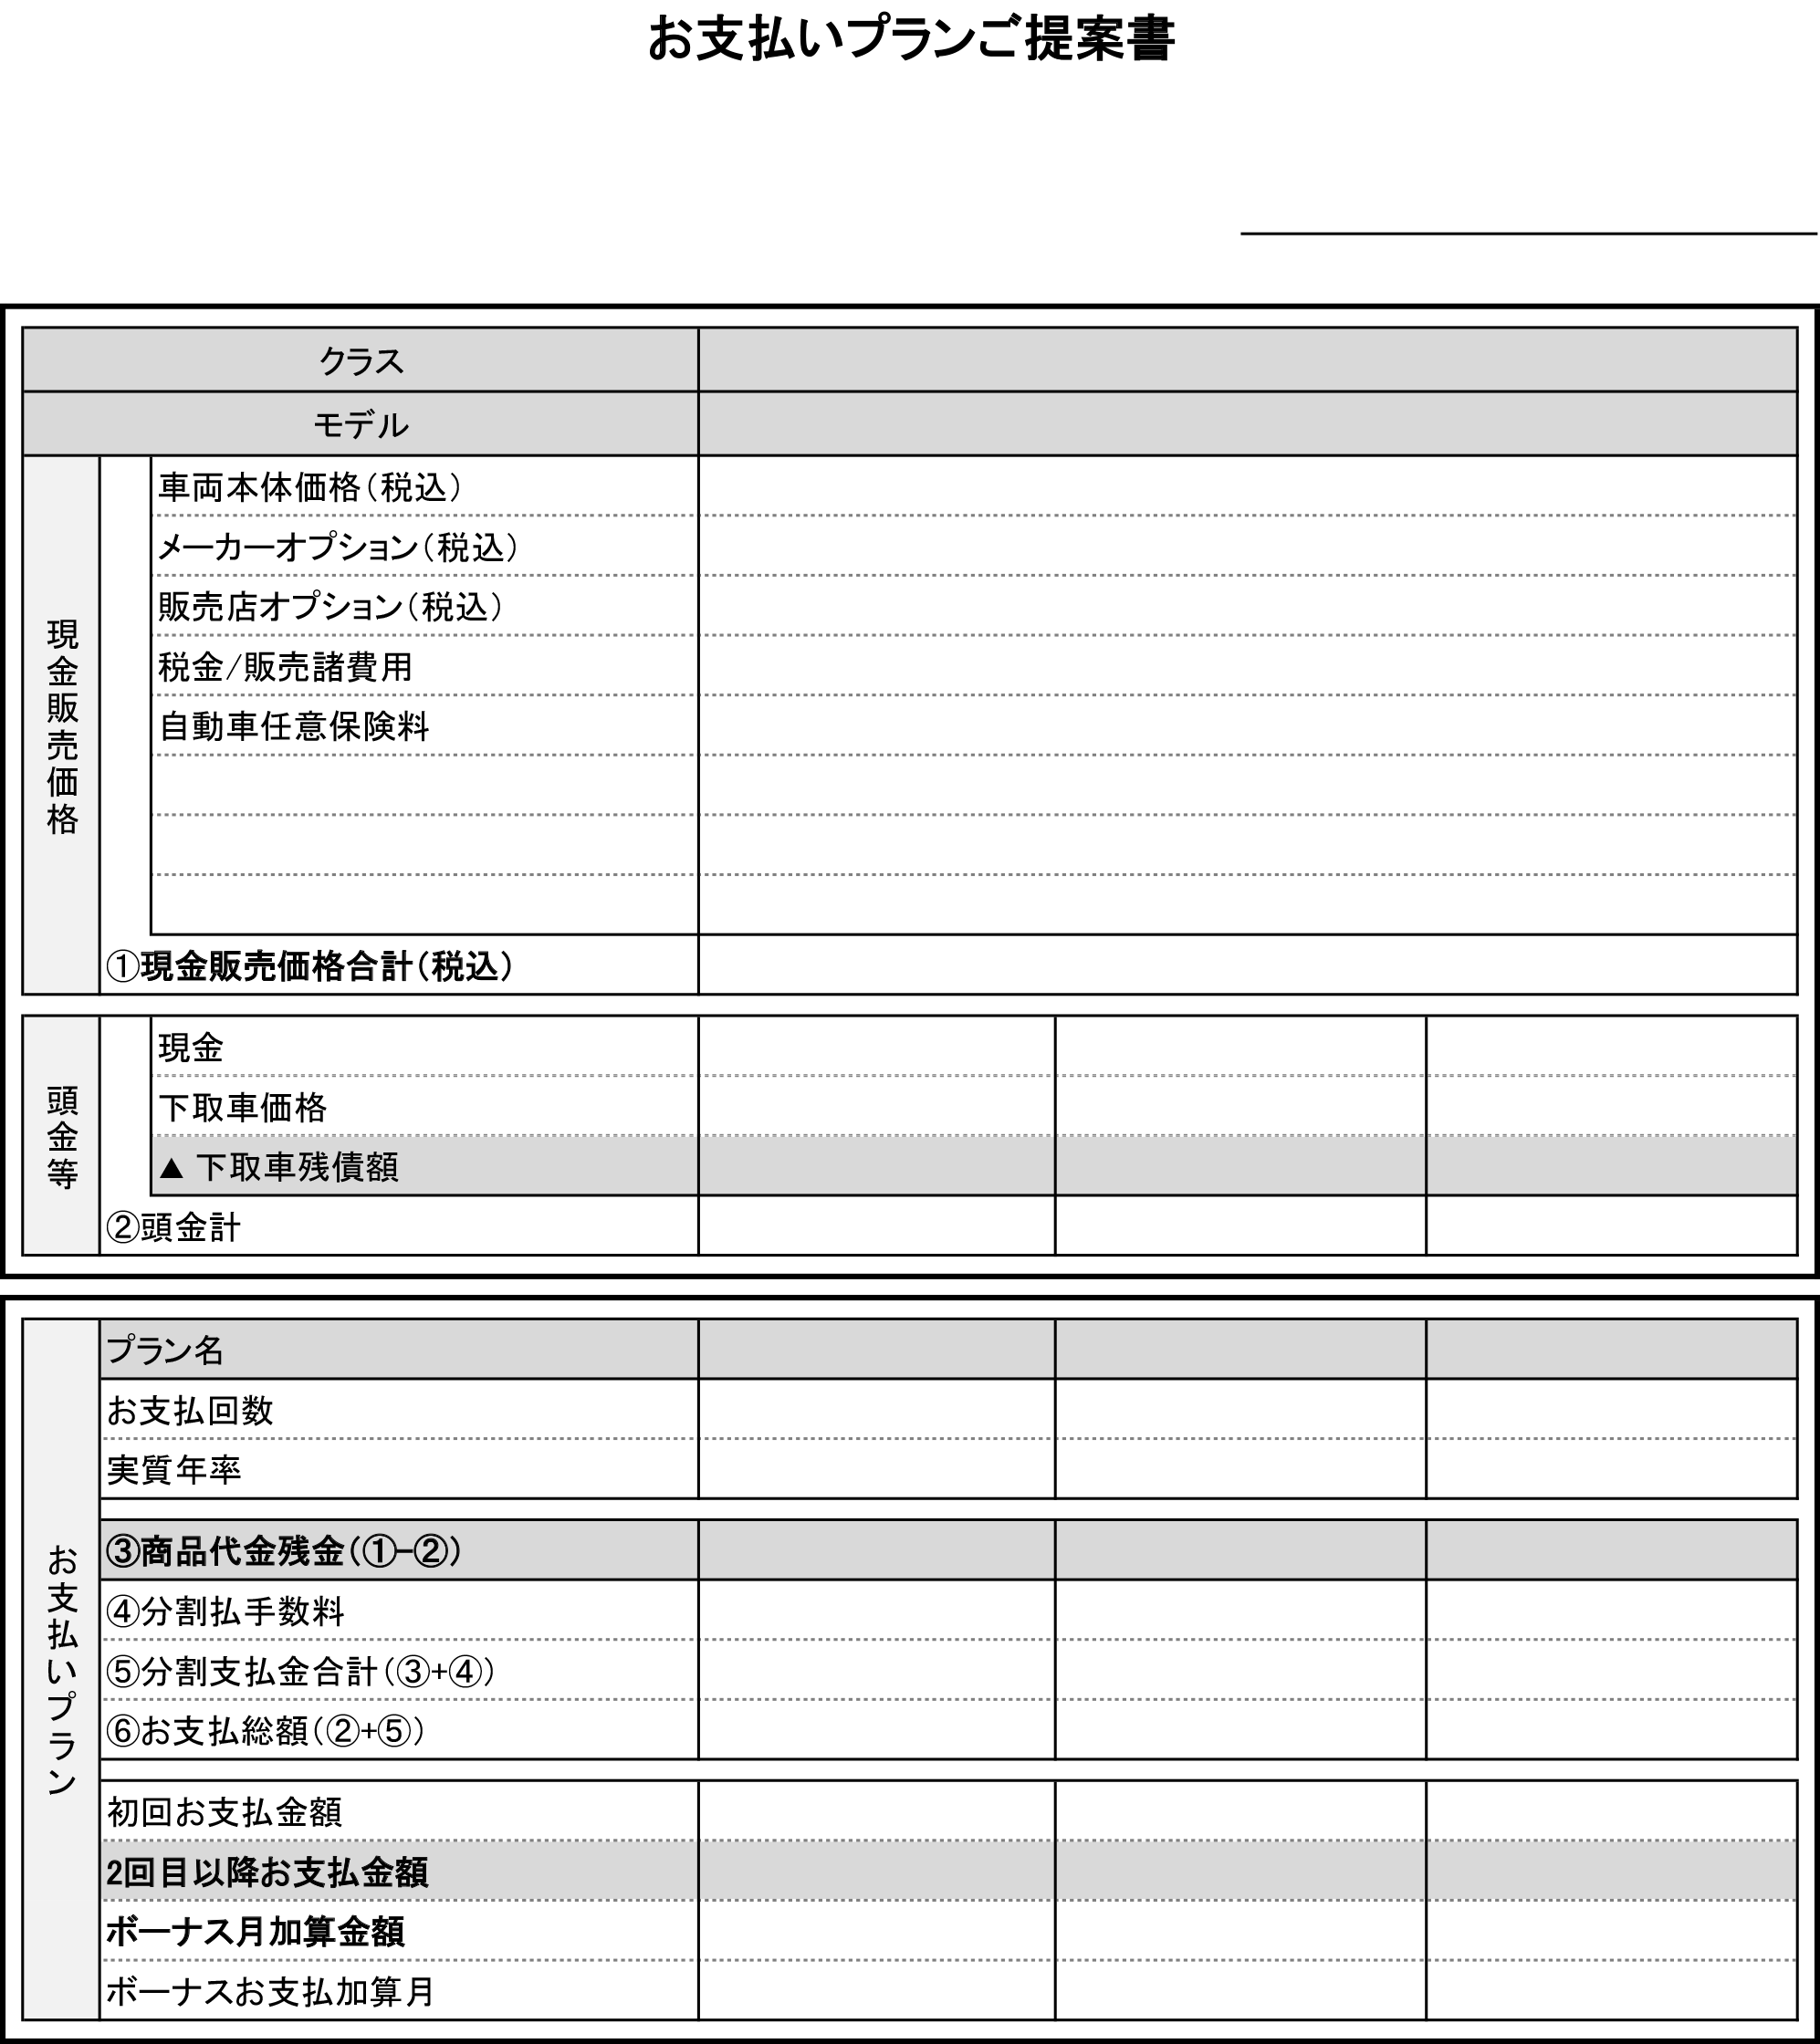 お支払いプランご提案書
クラス
モデル
現金販売価格
車両本体価格（税込）
メーカーオプション（税込）
販売店オプション（税込）
税金/販売諸費用
自動車任意保険料
①現金販売価格合計（税込）
頭金等
現金
下取車価格
▲ 下取車残債額
②頭金計
お支払いプラン
プラン名
お支払回数
実質年率
③商品代金残金（①-②）
④分割払手数料
⑤分割支払金合計（③+④）
⑥お支払総額（②+⑤）
初回お支払金額
2回目以降お支払金額
ボーナス月加算金額
ボーナスお支払加算月